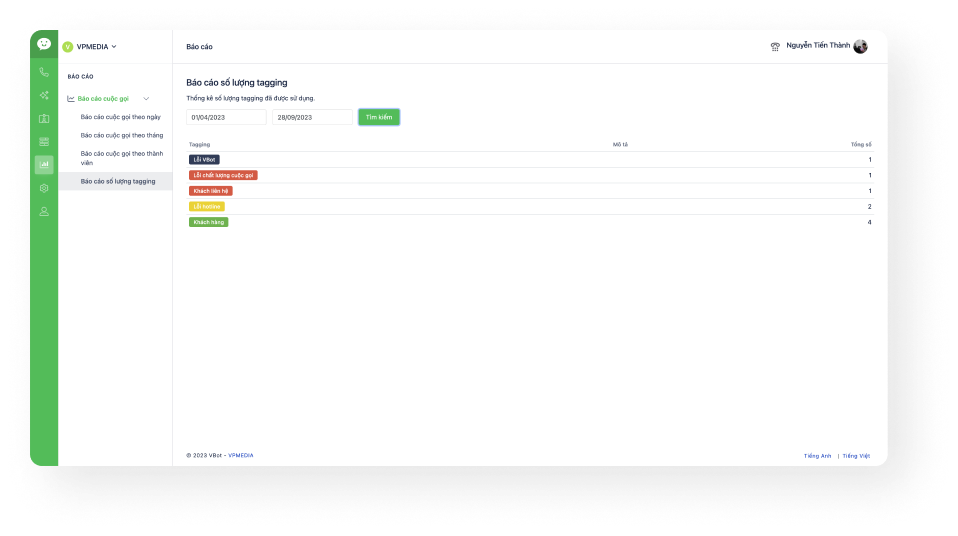 V VPMEDIA
Báo cáo
Nguyễn Tiến Thành
BÁO CÁO
Báo cáo cuộc gọi
Báo cáo cuộc gọi theo ngày
Báo cáo cuộc gọi theo tháng
Báo cáo cuộc gọi theo thành
viên
Báo cáo số lượng tagging
Báo cáo số lượng tagging
Thống kê số lượng tagging đã được sử dụng.
01/04/2023 28/09/2023 Tìm kiếm
Tagging Mô tả Tổng số
Lỗi VBot 1
Lỗi chất lượng cuộc gọi 1
Khách liên hệ 1
Lỗi hotline 2
Khách hàng 4
© 2023 VBot - VPMEDIA
Tiếng Anh | Tiếng Việt